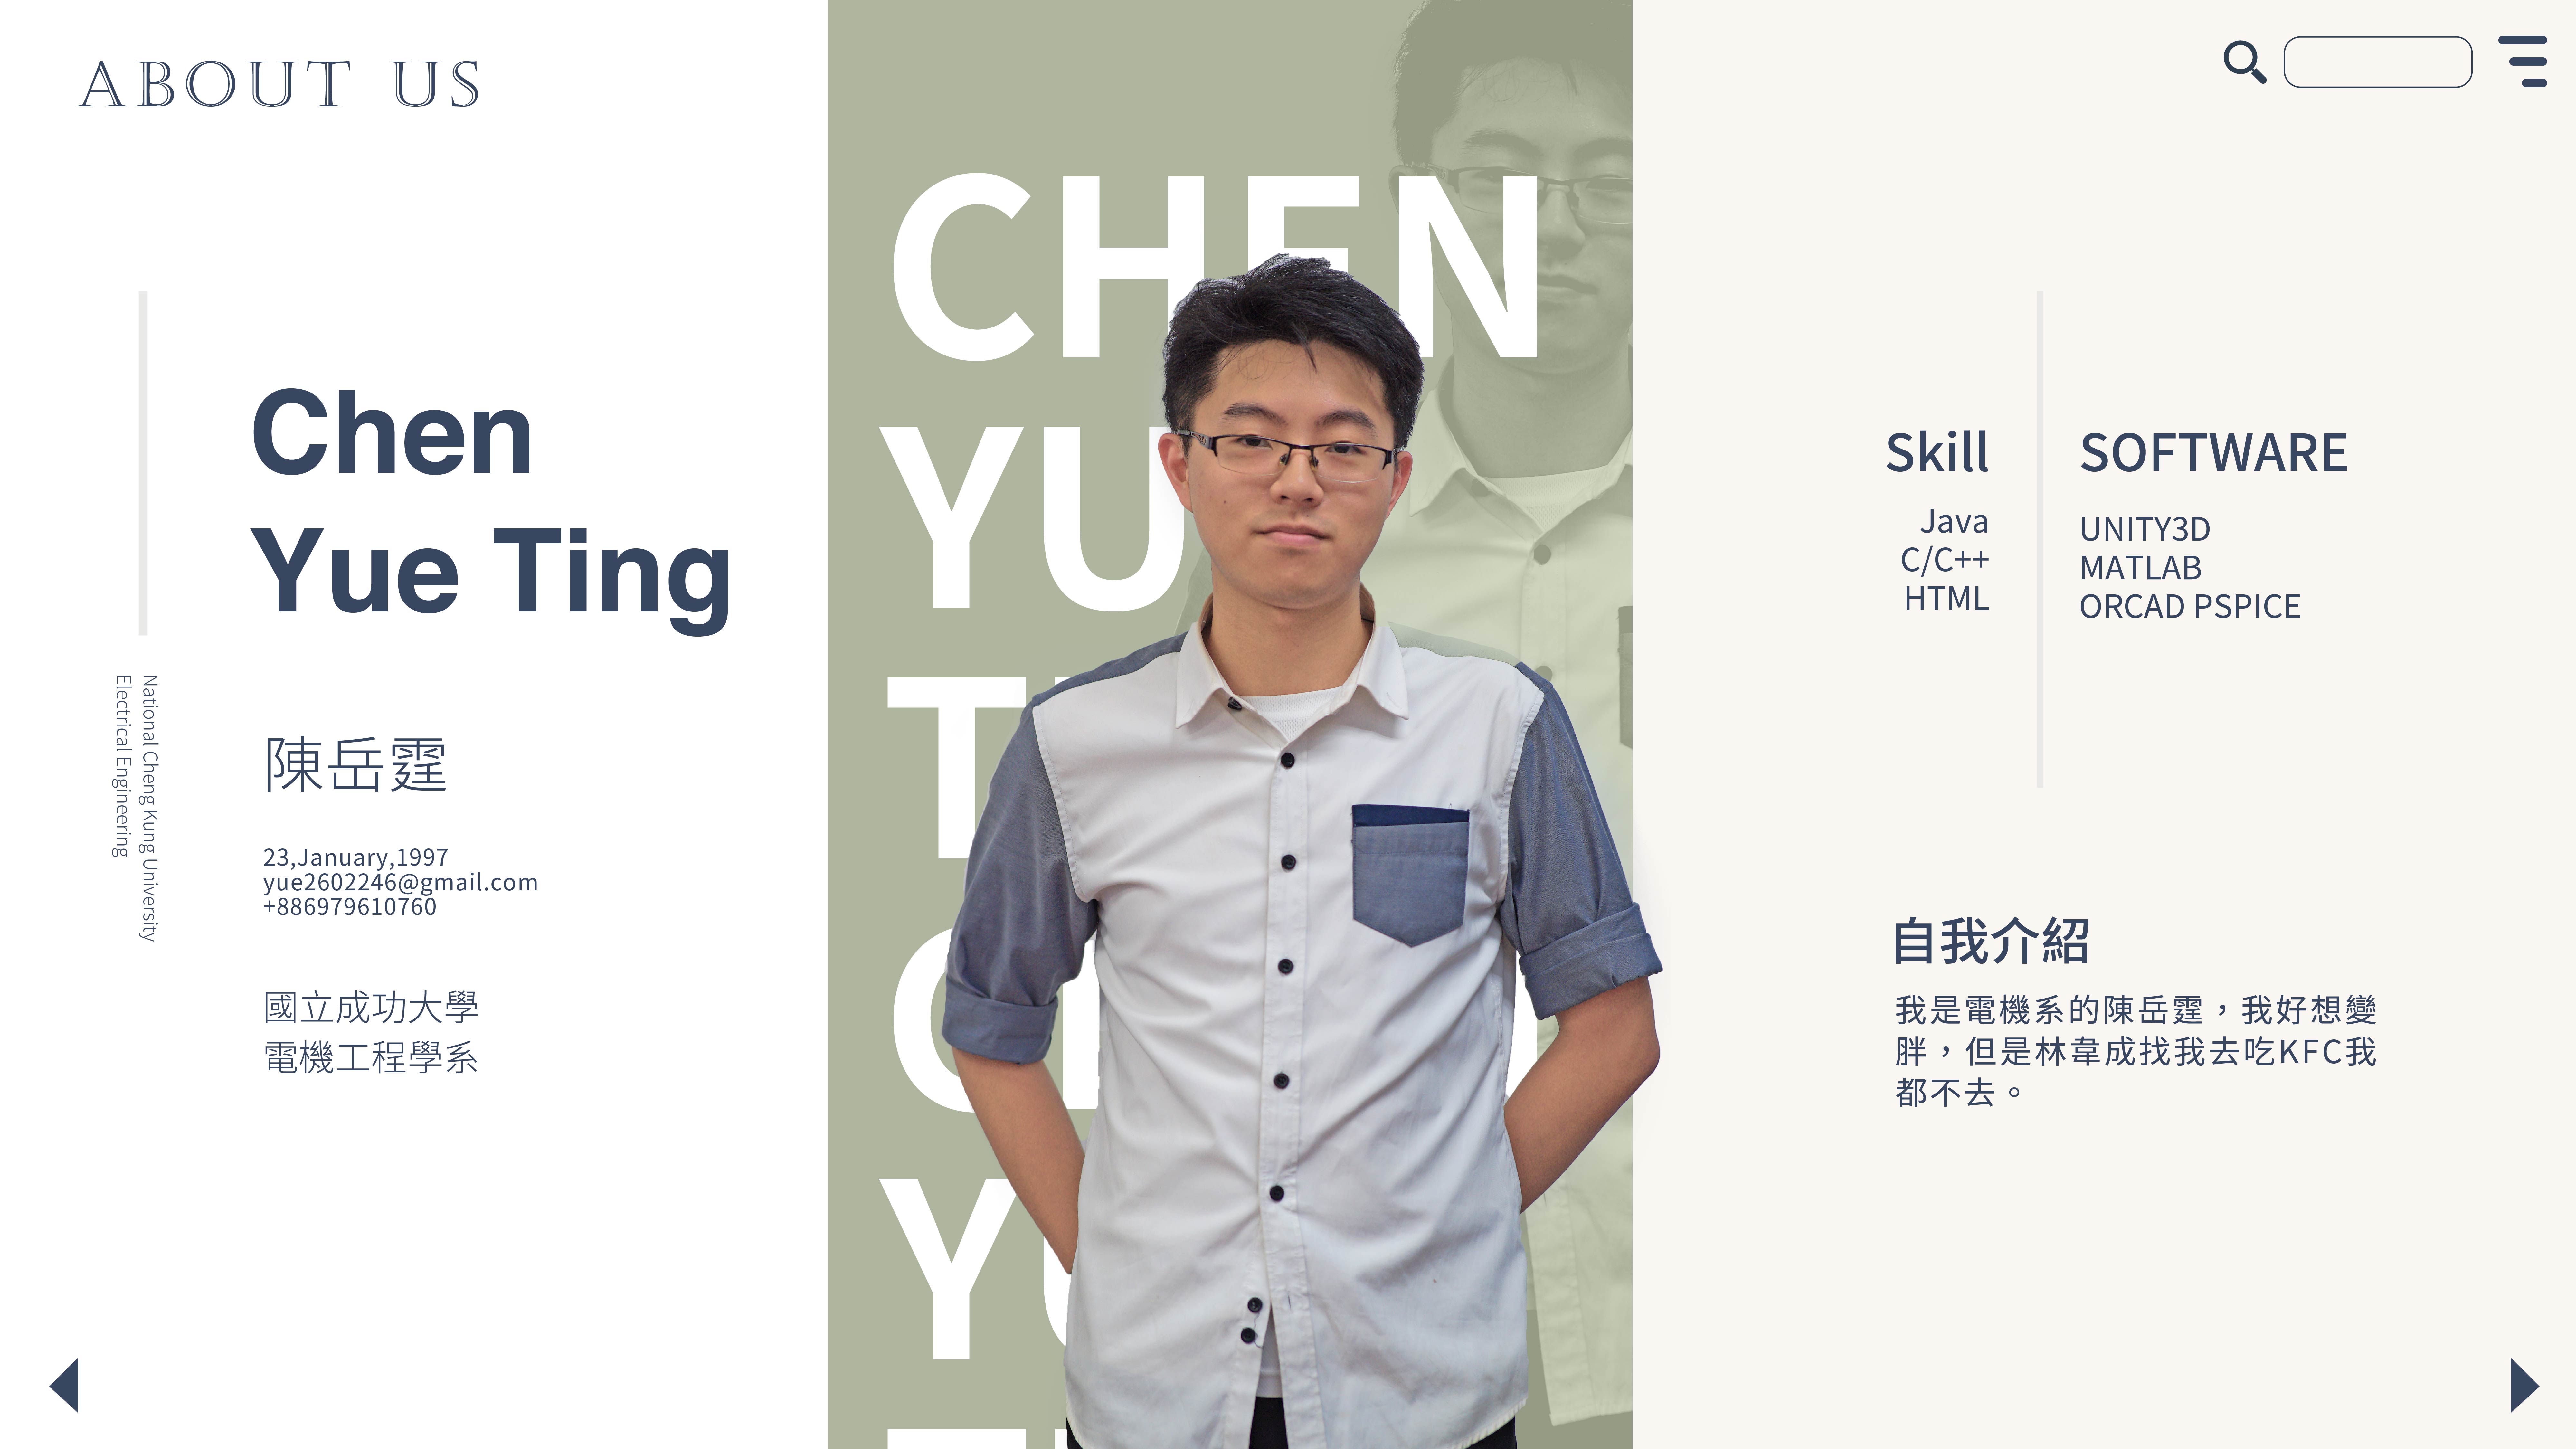 ABOUT US
Chen
Yue Ting
National Cheng Kung University
Electrical Engineering
陳岳霆
23,January,1997
yue2602246@gmail.com
+886979610760
國立成功大學
電機工程學系
CHEN
YU
T
C
Y
Skill
Java
C/C++
HTML
SOFTWARE
UNITY3D
MATLAB
ORCAD PSPICE
自我介紹
我是電機系的陳岳霆，我好想變
胖，但是林韋成找我去吃KFC我
都不去。